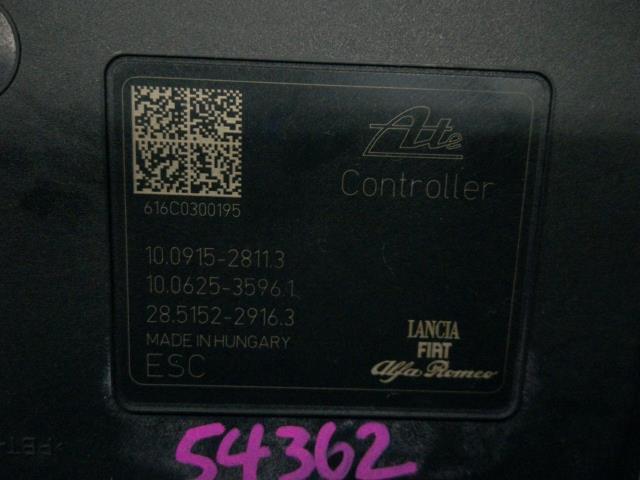 Ate
Controller
616C0300195
10.0915-2811.3
10.0625-3596.1
28.5152-2916.3
MADE IN HUNGARY
ESC
LANCIA
FIAT
Alfa Romeo
54362